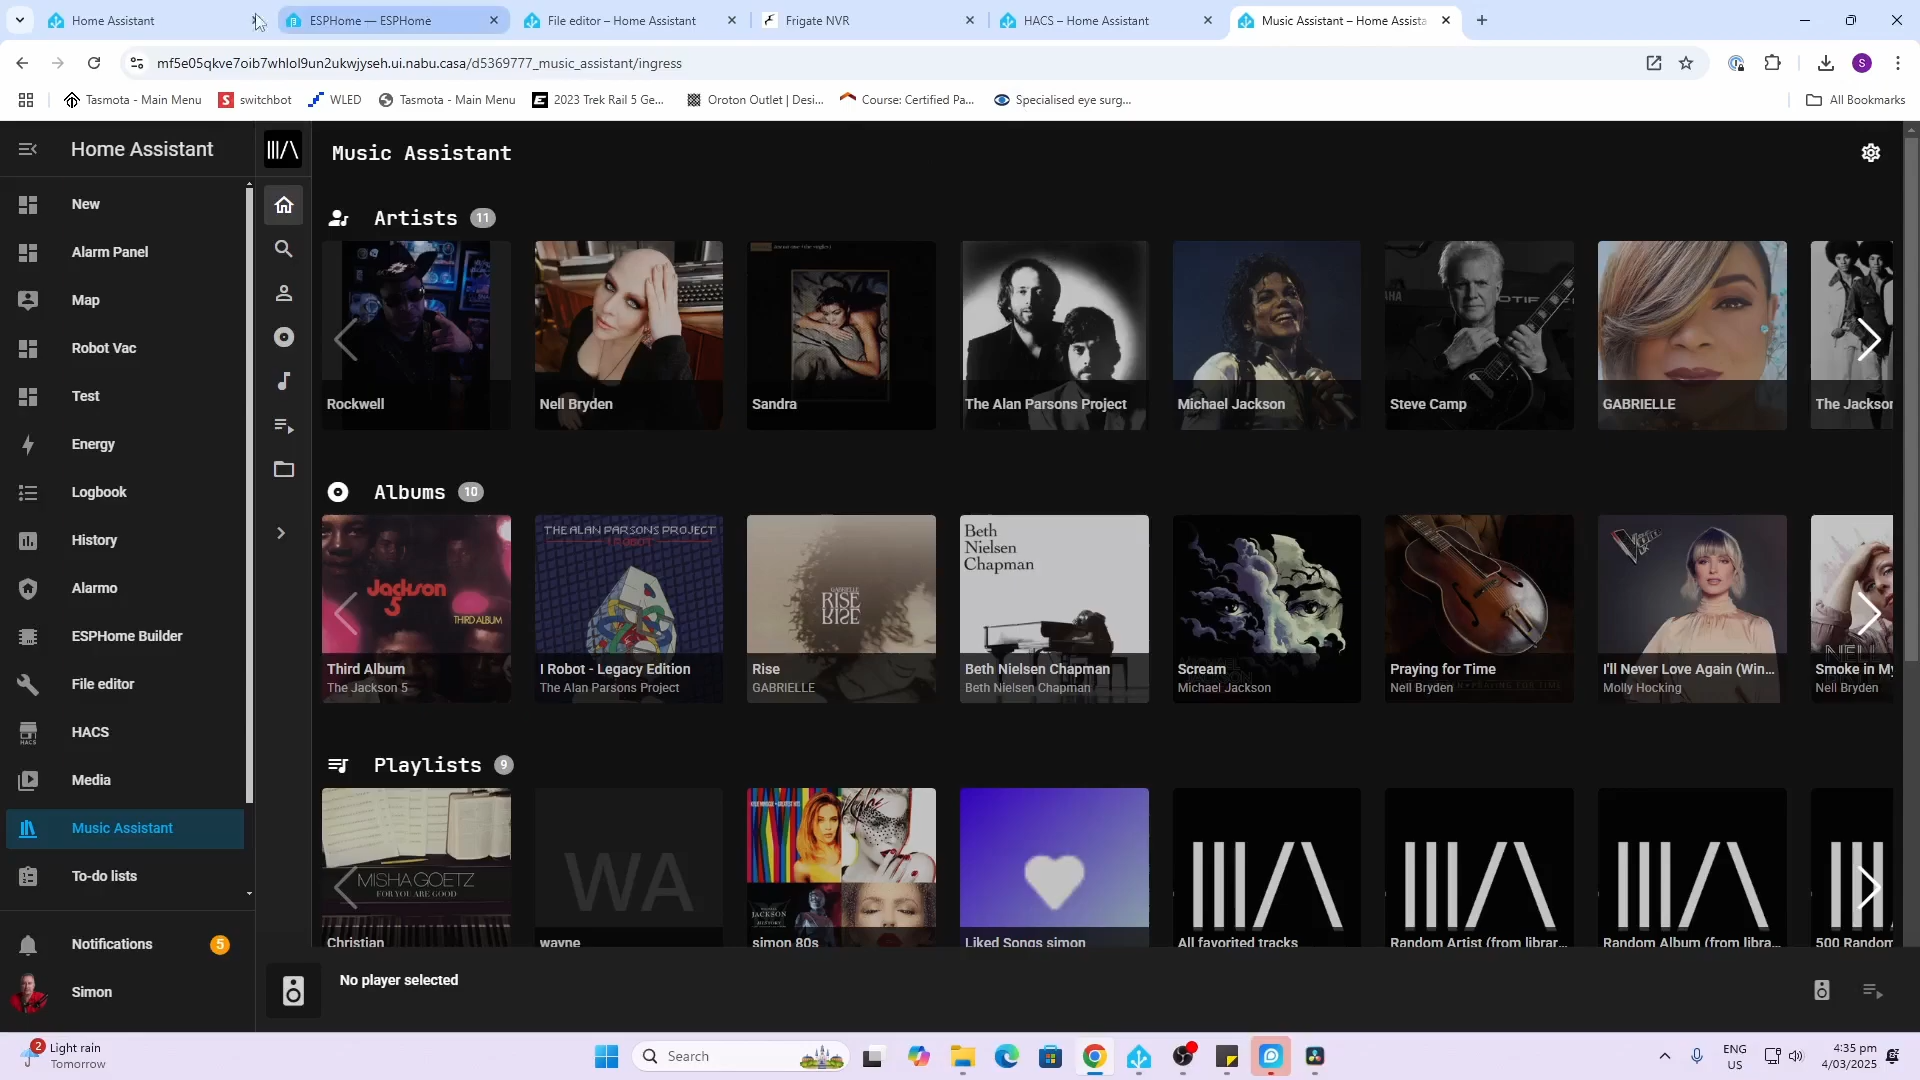 Home Assistant
ESPHome — ESPHome
File editor – Home Assistant
Frigate NVR
HACS – Home Assistant
Music Assistant – Home Assista
mf5e05qkve7oib7whlol9un2ukwjyseh.ui.nabu.casa/d5369777_music_assistant/ingress
S
Tasmota - Main Menu
switchbot
WLED
Tasmota - Main Menu
2023 Trek Rail 5 Ge...
Oroton Outlet | Desi...
Course: Certified Pa...
Specialised eye surg...
All Bookmarks
Home Assistant
New
Alarm Panel
Map
Robot Vac
Test
Energy
Logbook
History
Alarmo
ESPHome Builder
File editor
HACS
Media
Music Assistant
To-do lists
Notifications
5
Simon
Music Assistant
Artists 11
Rockwell
Nell Bryden
Sandra
The Alan Parsons Project
Michael Jackson
Steve Camp
GABRIELLE
The Jackson
Albums 10
Jackson
5
THIRD ALBUM
Third Album
The Jackson 5
THE ALAN PARSONS PROJECT
I ROBOT
I Robot - Legacy Edition
The Alan Parsons Project
GABRIELLE
RISE
Rise
GABRIELLE
Beth
Nielsen
Chapman
Beth Nielsen Chapman
Beth Nielsen Chapman
Scream
Michael Jackson
Praying for Time
Nell Bryden
I'll Never Love Again (Win...
Molly Hocking
Smoke in My
Nell Bryden
Playlists 9
MISHA GOETZ
FOR YOU ARE GOOD
Christian
WA
wayne
simon 80s
Liked Songs simon
All favorited tracks
Random Artist (from librar...
Random Album (from libra...
500 Random
No player selected
2
Light rain
Tomorrow
Search
ENG
US
4:35 pm
4/03/2025